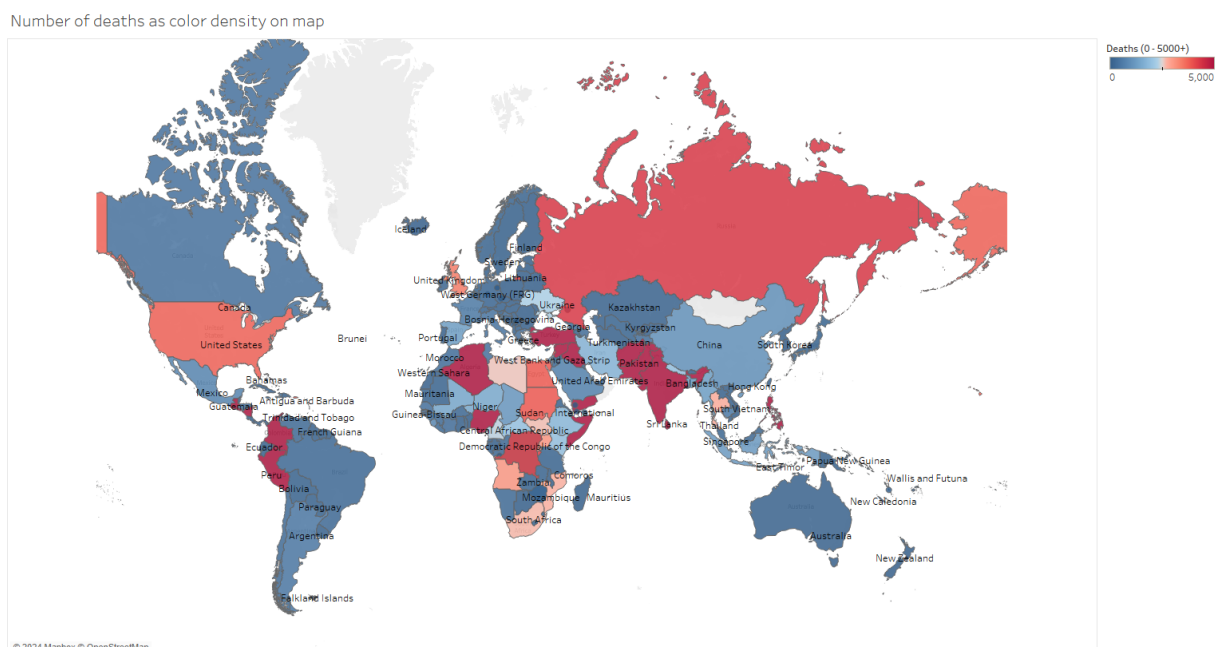 Number of deaths as color density on map
Deaths (0 - 5000+)
0 5,000
Iceland
Finland
Sweden
United Kingdom
Lithuania
West Germany (FRG)
Ukraine
Kazakhstan
Canada
Bosnia-Herzegovina
Georgia
Kyrgyzstan
Brunei
Portugal
Greece
Turkmenistan
United States
China
South Korea
Morocco
West Bank and Gaza Strip
Pakistan
Western Sahara
United Arab Emirates
Bangladesh
Hong Kong
Bahamas
Mexico
Mauritania
Antigua and Barbuda
Guatemala
Niger
Guinea-Bissau
Sudan
International
South Vietnam
Trinidad and Tobago
Sri Lanka
Thailand
French Guiana
Central African Republic
Singapore
Ecuador
Democratic Republic of the Congo
Papua New Guinea
East Timor
Peru
Comoros
Wallis and Futuna
Zambia
Bolivia
Mozambique
Mauritius
New Caledonia
Paraguay
South Africa
Argentina
Australia
New Zealand
Falkland Islands
© 2024 Mapbox © OpenStreetMap